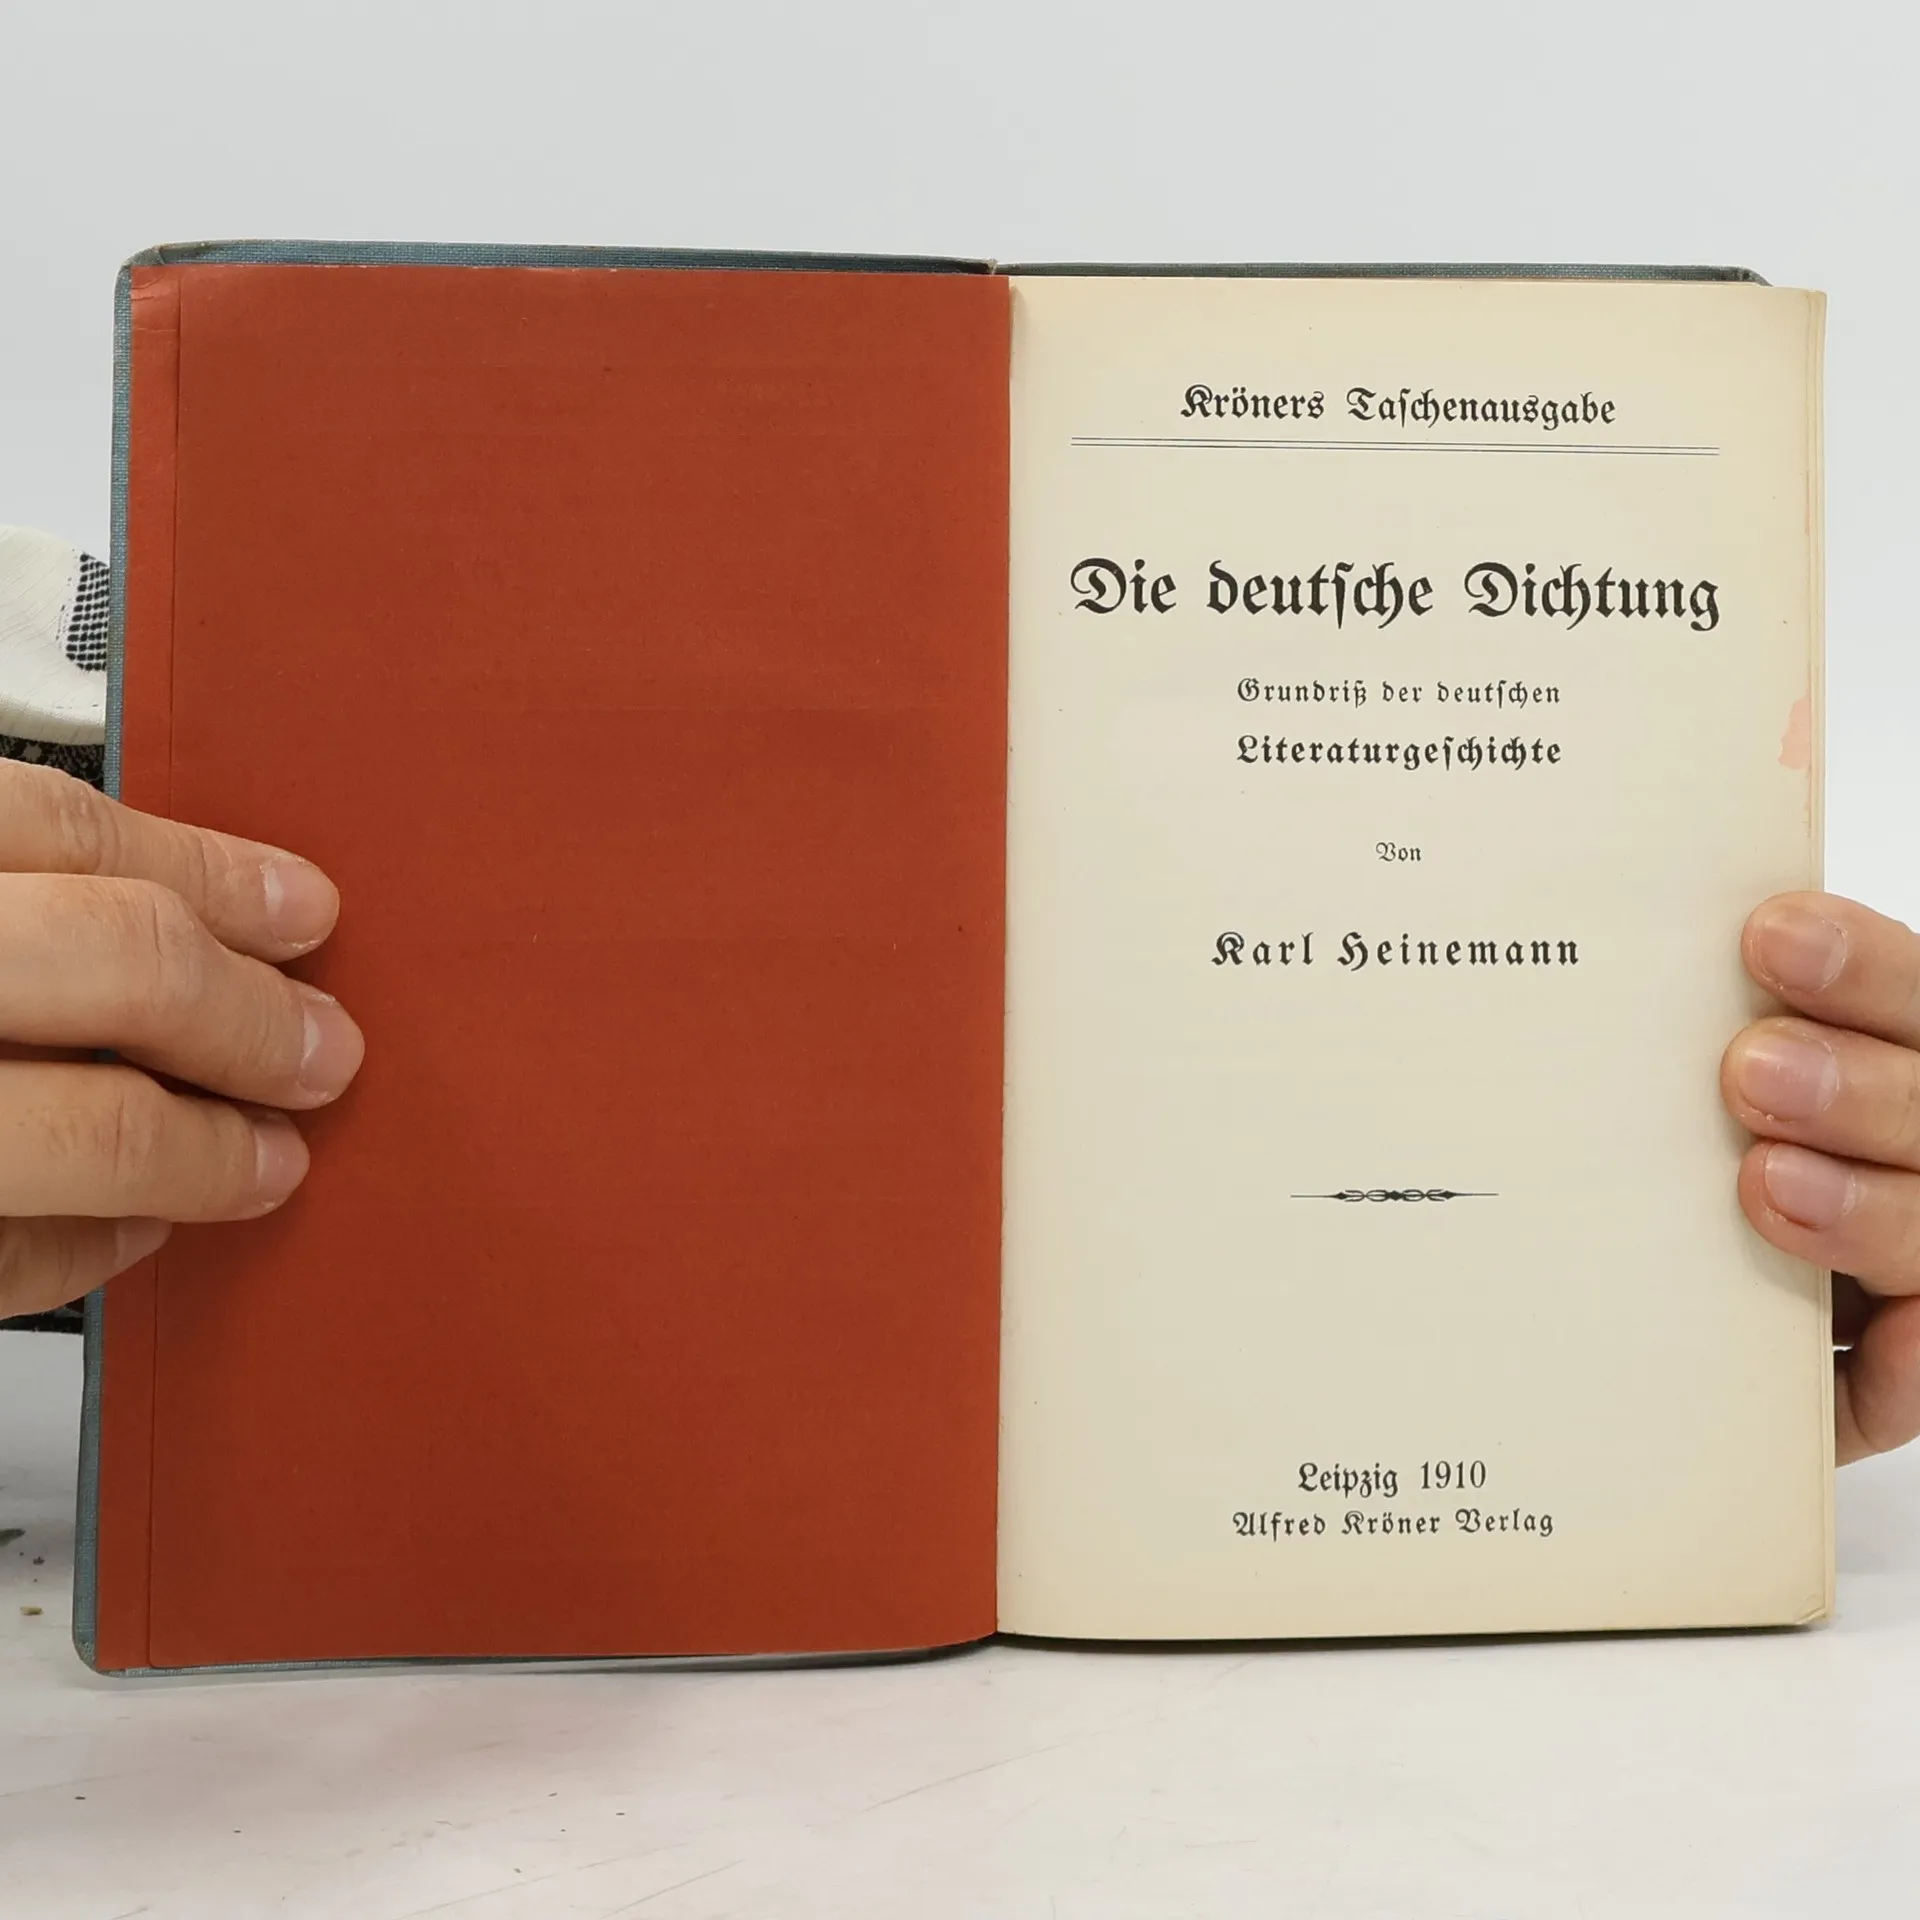 Kröners Taſchenausgabe
Die deutſche Dichtung
Grundriß der deutſchen
Literaturgeſchichte
Von
Karl Heinemann
Leipzig 1910
Alfred Kröner Verlag